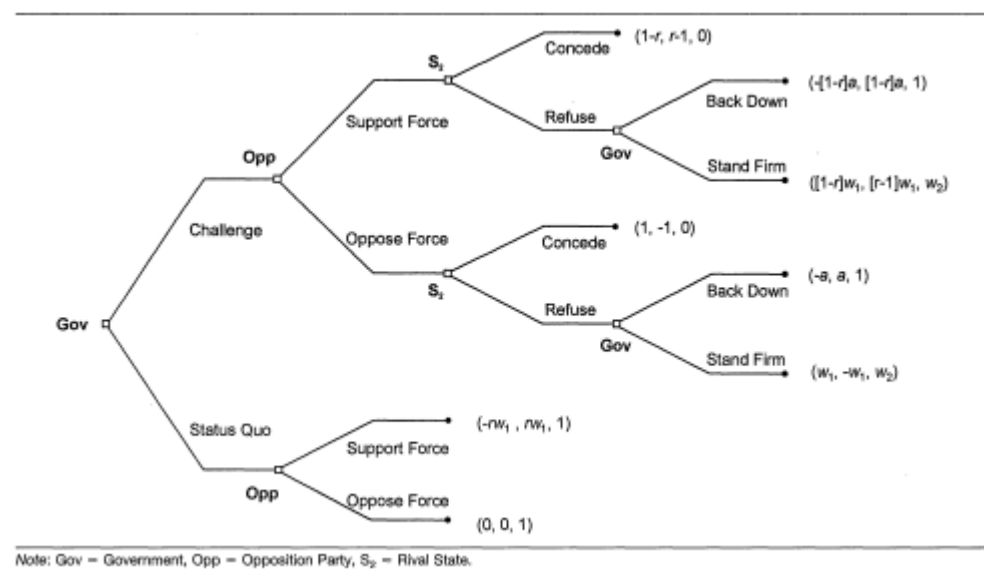 Concede
(1-r, r-1, 0)
S₂
(-[1-r]a, [1-r]a, 1)
Back Down
Support Force
Refuse
Gov
Opp
Stand Firm
([1-r]w₁, [r-1]w₁, w₂)
Challenge
Oppose Force
Concede
(1, -1, 0)
S₂
(-a, a, 1)
Back Down
Refuse
Gov
Gov
Stand Firm
(w₁, -w₁, w₂)
Status Quo
(-rw₁ , rw₁, 1)
Support Force
Opp
Oppose Force
(0, 0, 1)
Note: Gov = Government, Opp = Opposition Party, S₂ = Rival State.